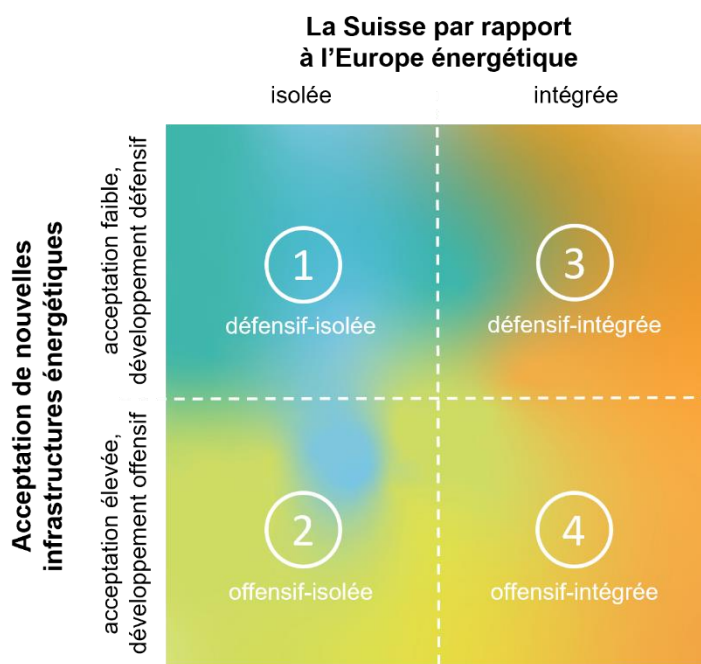 La Suisse par rapport
à l’Europe énergétique
isolée
intégrée
Acceptation de nouvelles
infrastructures énergétiques
acceptation faible,
développement défensif
1
défensif-isolée
3
défensif-intégrée
acceptation élevée,
développement offensif
2
offensif-isolée
4
offensif-intégrée